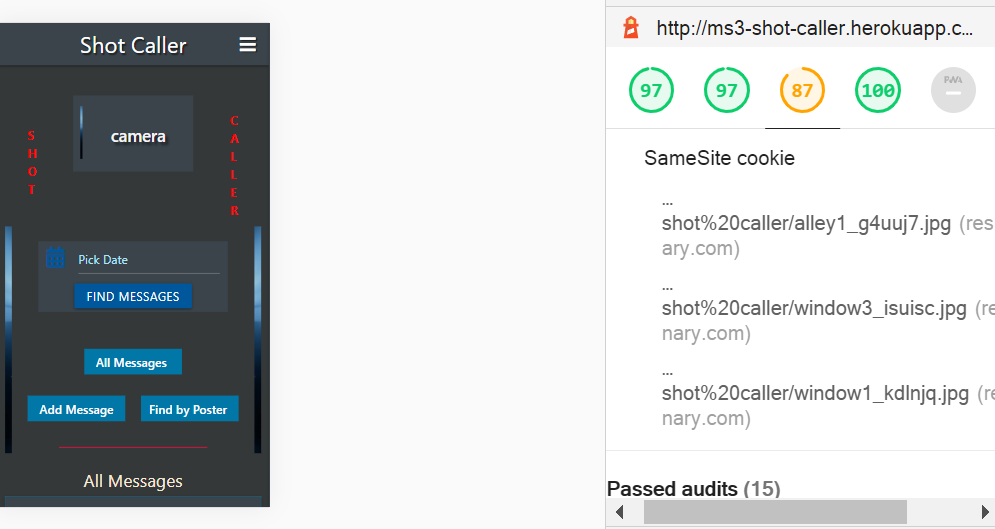 Shot Caller
camera
SHOT
CALLER
Pick Date
FIND MESSAGES
All Messages
Add Message
Find by Poster
All Messages
http://ms3-shot-caller.herokuapp.c...
97
97
87
100
PWA
SameSite cookie
...
shot%20caller/alley1_g4uuj7.jpg (res
ary.com)
...
shot%20caller/window3_isuisc.jpg (re
nary.com)
...
shot%20caller/window1_kdlnjq.jpg (re
nary.com)
Passed audits (15)